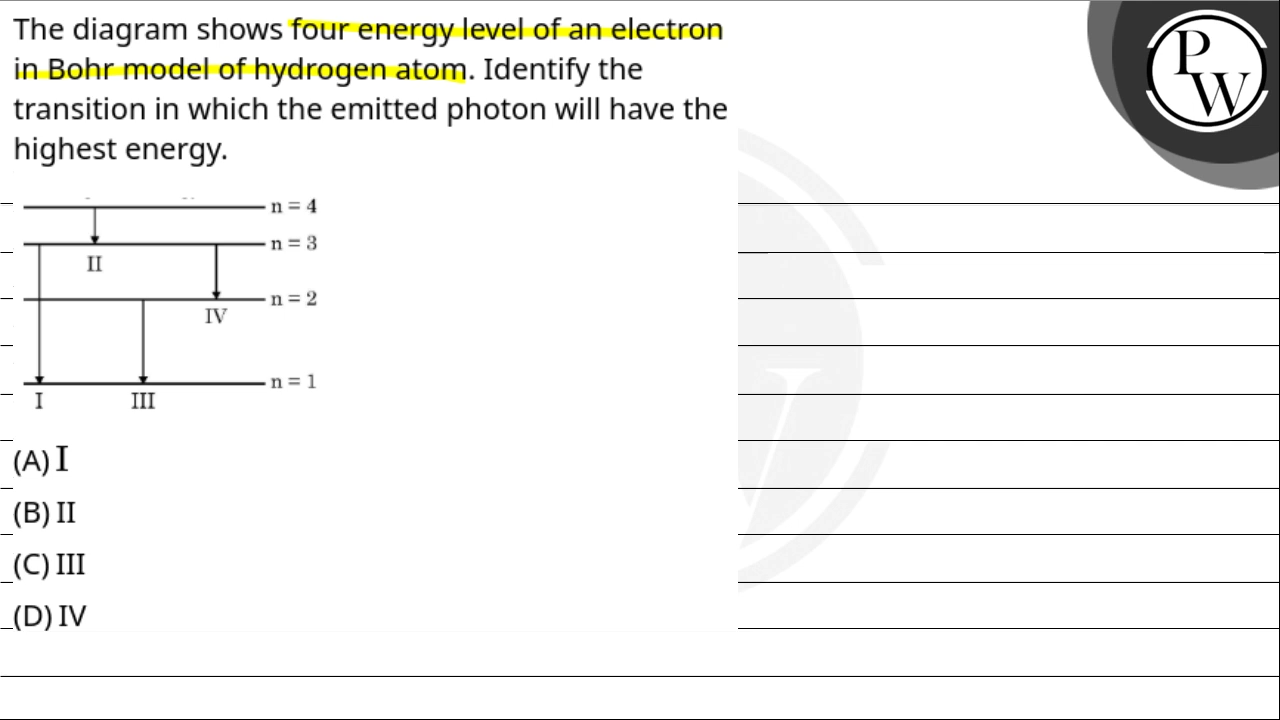 The diagram shows four energy level of an electron
in Bohr model of hydrogen atom. Identify the
transition in which the emitted photon will have the
highest energy.
P
W
n = 4
n = 3
II
n = 2
IV
n = 1
I
III
(A) I
(B) II
(C) III
(D) IV